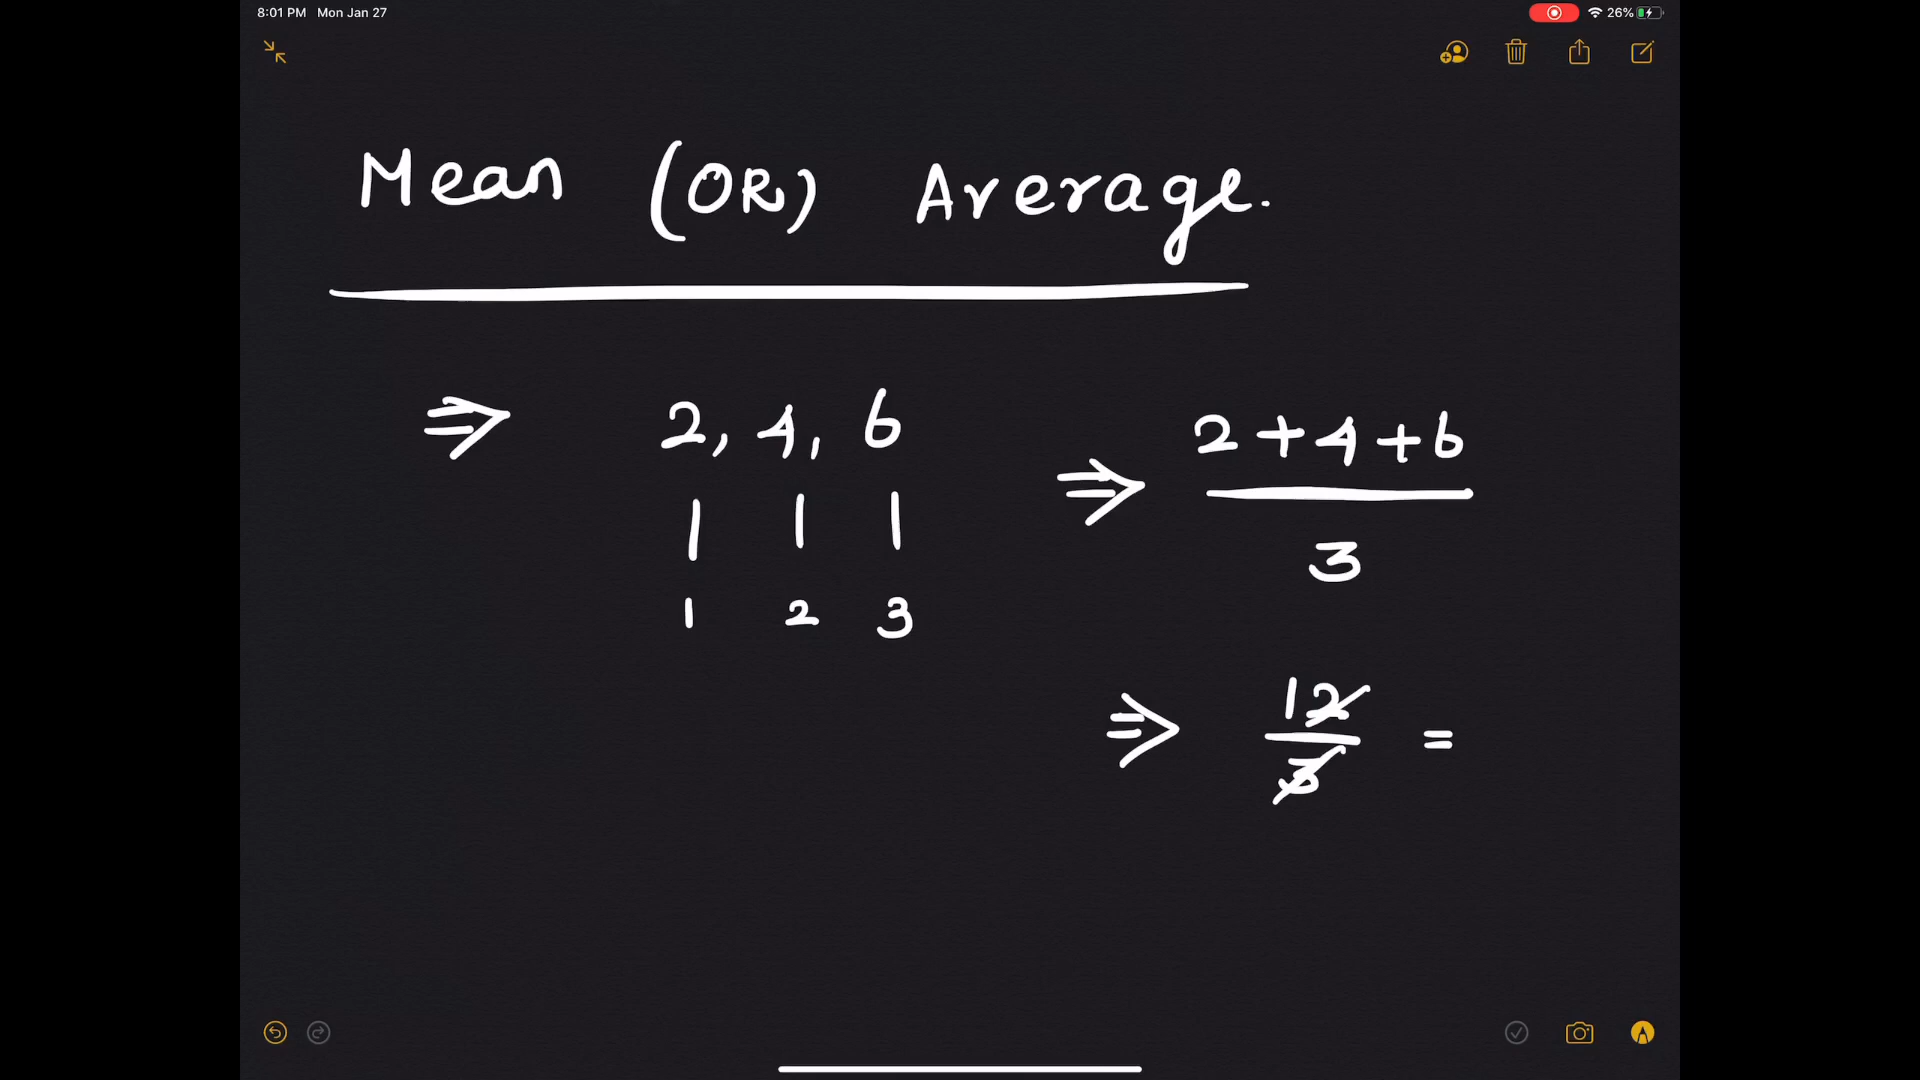 8:01 PM Mon Jan 27
26%
Mean (OR) Average.
⇒ 2, 4, 6
1 2 3
⇒ 2+4+6
3
⇒ 12
3 =